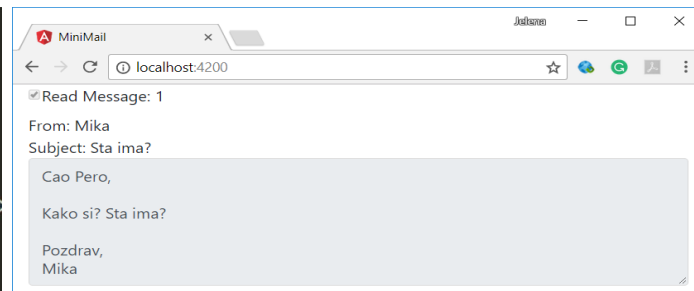 Jelena
MiniMail
localhost:4200
Read Message: 1
From: Mika
Subject: Sta ima?
Cao Pero,
Kako si? Sta ima?
Pozdrav,
Mika